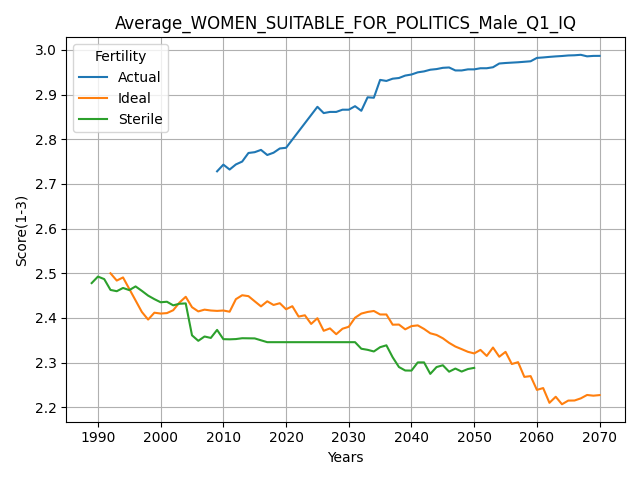 Average_WOMEN_SUITABLE_FOR_POLITICS_Male_Q1_IQ
Fertility
Actual
Ideal
Sterile
Score(1-3)
3.0
2.9
2.8
2.7
2.6
2.5
2.4
2.3
2.2
1990 2000 2010 2020 2030 2040 2050 2060 2070
Years